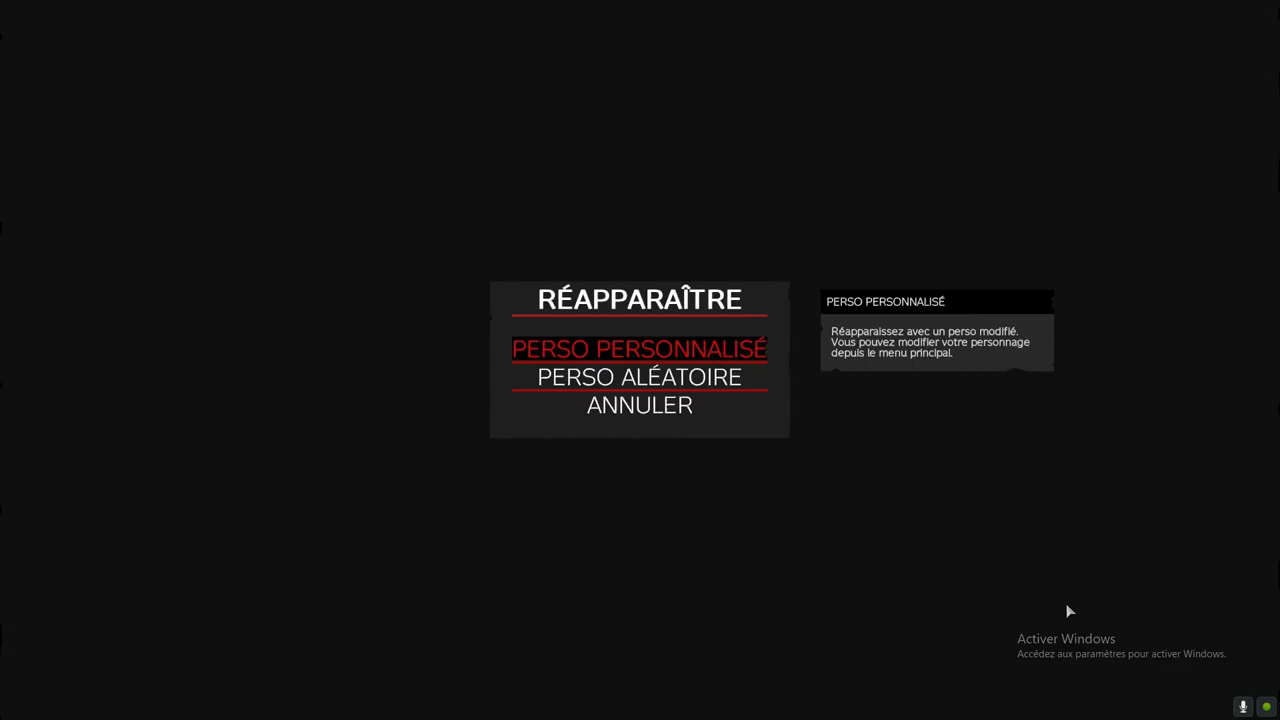 RÉAPPARAÎTRE
PERSO PERSONNALISÉ
PERSO ALÉATOIRE
ANNULER
PERSO PERSONNALISÉ
Réapparaissez avec un perso modifié.
Vous pouvez modifier votre personnage
depuis le menu principal.
Activer Windows
Accédez aux paramètres pour activer Windows.